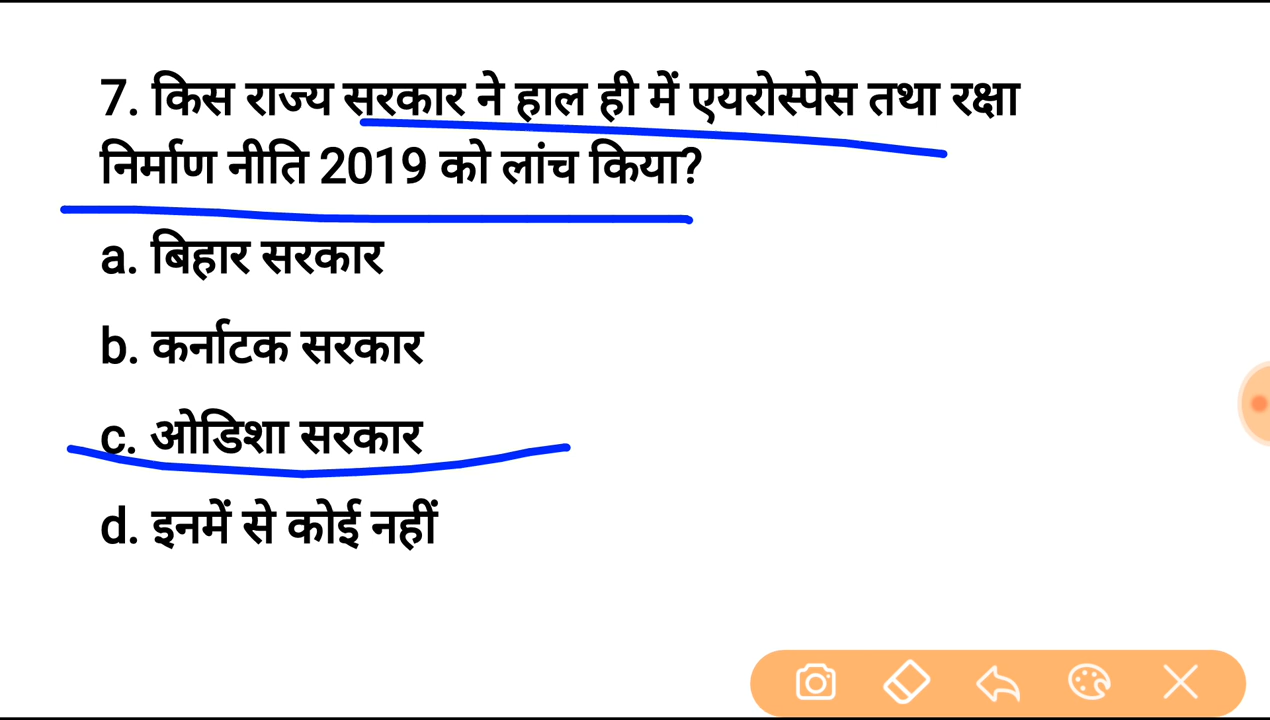 7. किस राज्य सरकार ने हाल ही में एयरोस्पेस तथा रक्षा
निर्माण नीति 2019 को लांच किया?
a. बिहार सरकार
b. कर्नाटक सरकार
c. ओडिशा सरकार
d. इनमें से कोई नहीं